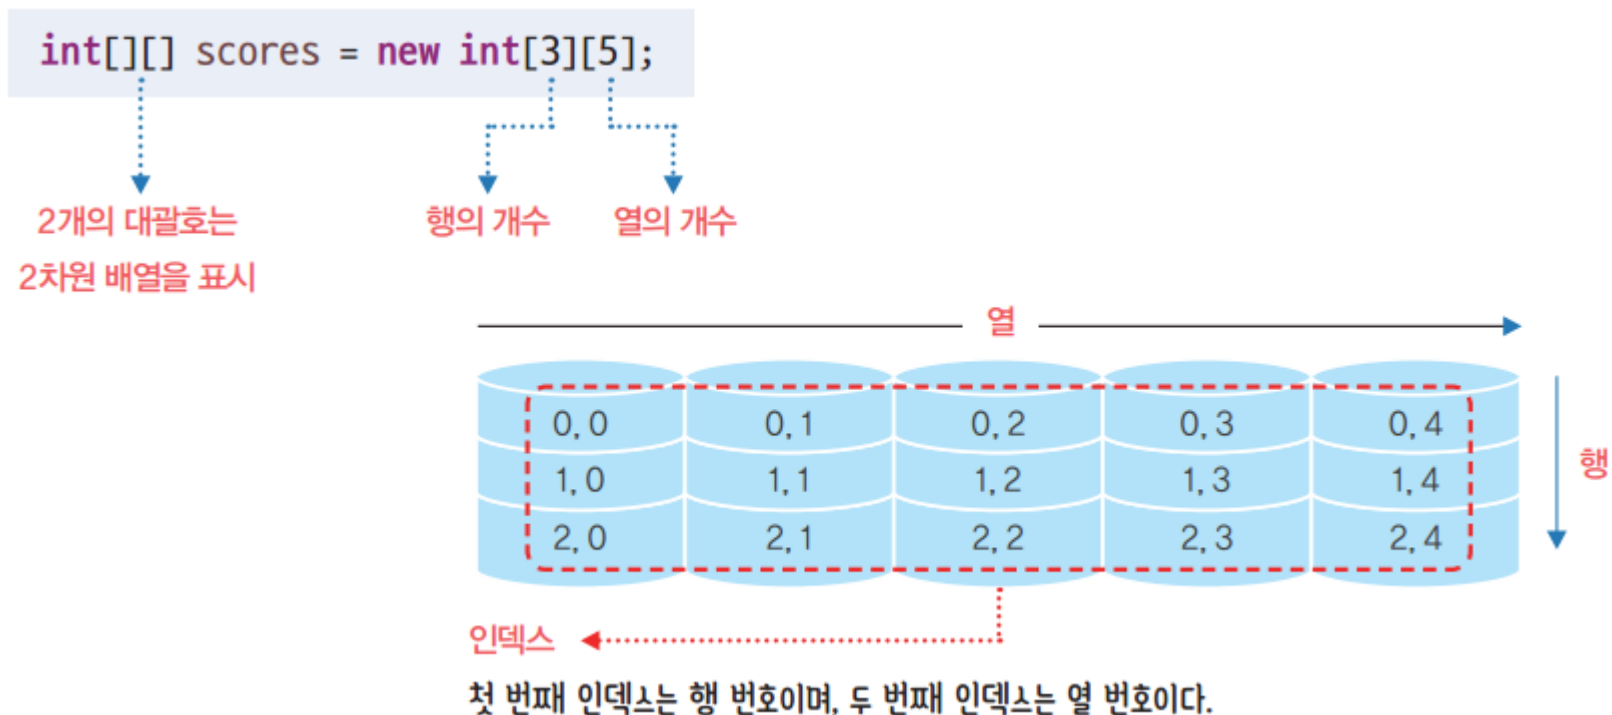 int[][] scores = new int[3][5];
2개의 대괄호는
2차원 배열을 표시
행의 개수
열의 개수
열
0, 0 0, 1 0, 2 0, 3 0, 4
1, 0 1, 1 1, 2 1, 3 1, 4
2, 0 2, 1 2, 2 2, 3 2, 4
행
인덱스
첫 번째 인덱스는 행 번호이며, 두 번째 인덱스는 열 번호이다.